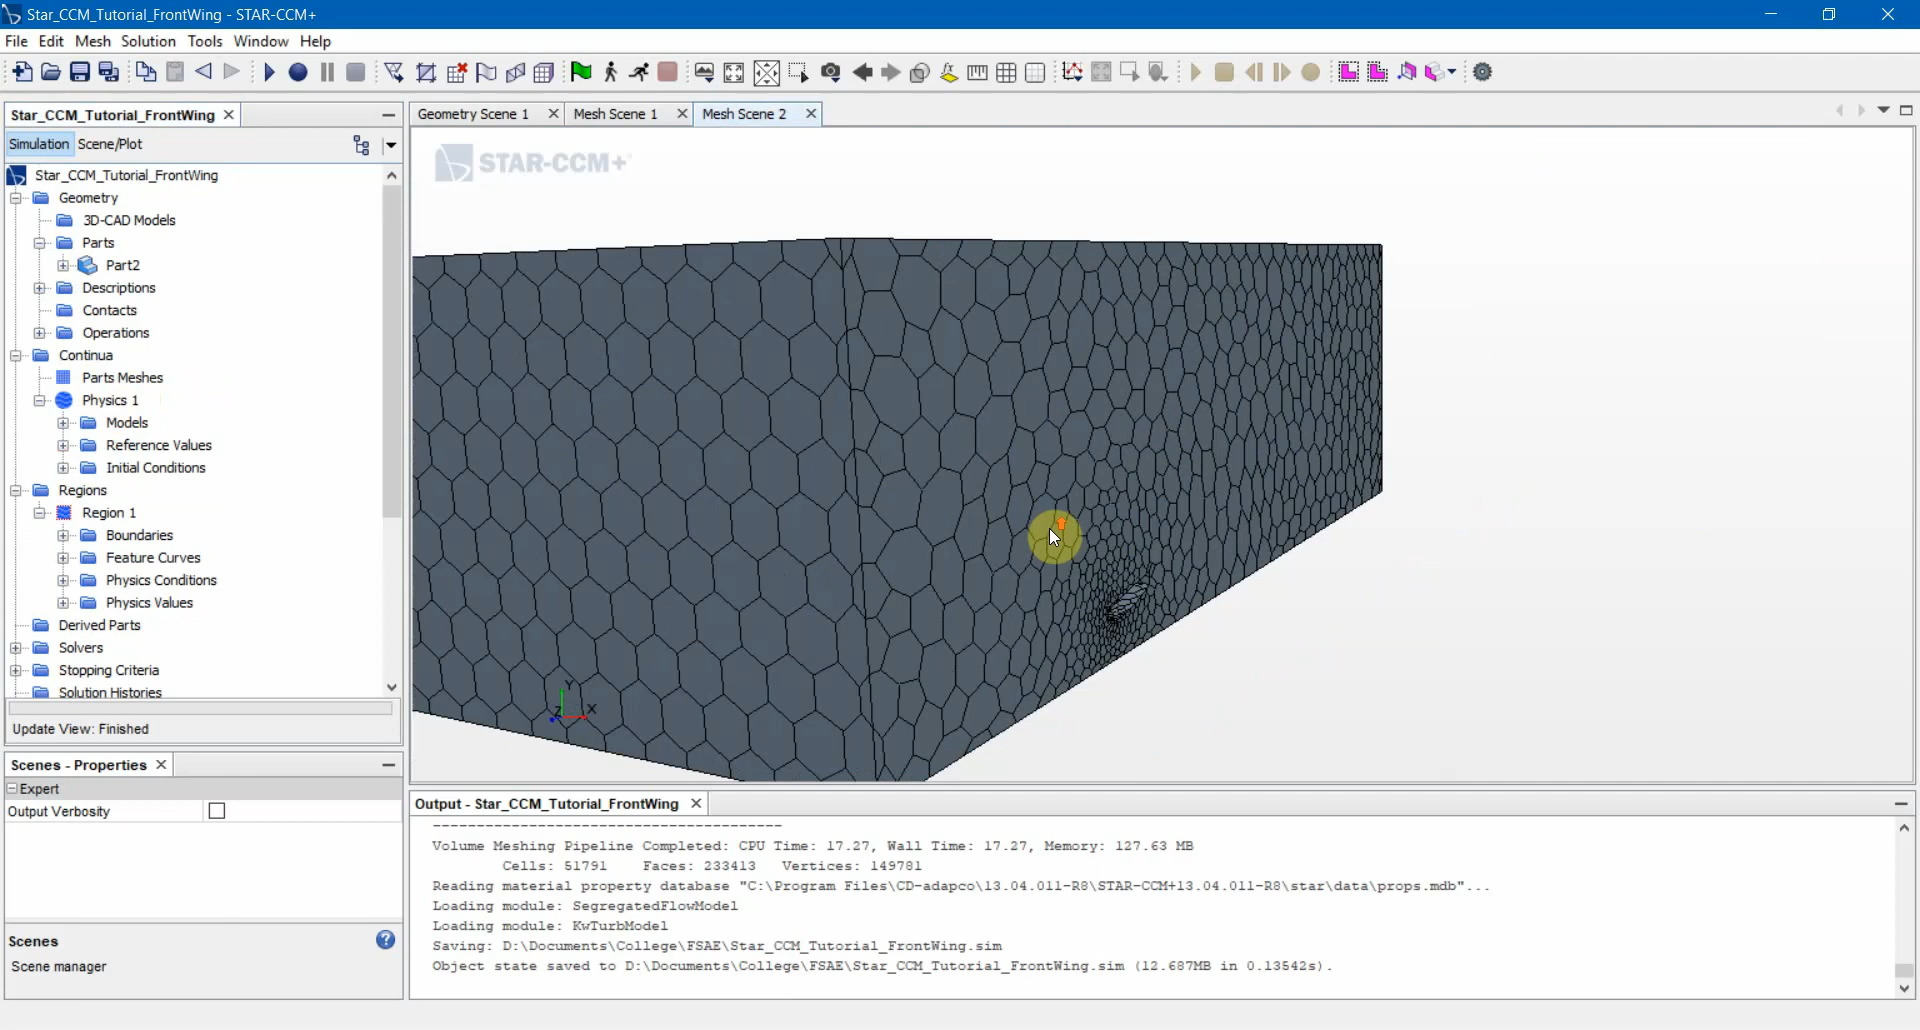 Star_CCM_Tutorial_FrontWing - STAR-CCM+
File Edit Mesh Solution Tools Window Help
Star_CCM_Tutorial_FrontWing
Simulation Scene/Plot
Star_CCM_Tutorial_FrontWing
Geometry
3D-CAD Models
Parts
Part2
Descriptions
Contacts
Operations
Continua
Parts Meshes
Physics 1
Models
Reference Values
Initial Conditions
Regions
Region 1
Boundaries
Feature Curves
Physics Conditions
Physics Values
Derived Parts
Solvers
Stopping Criteria
Solution Histories
Update View: Finished
Scenes - Properties
Expert
Output Verbosity
Scenes
Scene manager
Geometry Scene 1 Mesh Scene 1 Mesh Scene 2
STAR-CCM+
Y
Z X
Output - Star_CCM_Tutorial_FrontWing
----------------------------------------
Volume Meshing Pipeline Completed: CPU Time: 17.27, Wall Time: 17.27, Memory: 127.63 MB
Cells: 51791 Faces: 233413 Vertices: 149781
Reading material property database "C:\Program Files\CD-adapco\13.04.011-R8\STAR-CCM+13.04.011-R8\star\data\props.mdb"...
Loading module: SegregatedFlowModel
Loading module: KwTurbModel
Saving: D:\Documents\College\FSAE\Star_CCM_Tutorial_FrontWing.sim
Object state saved to D:\Documents\College\FSAE\Star_CCM_Tutorial_FrontWing.sim (12.687MB in 0.13542s).